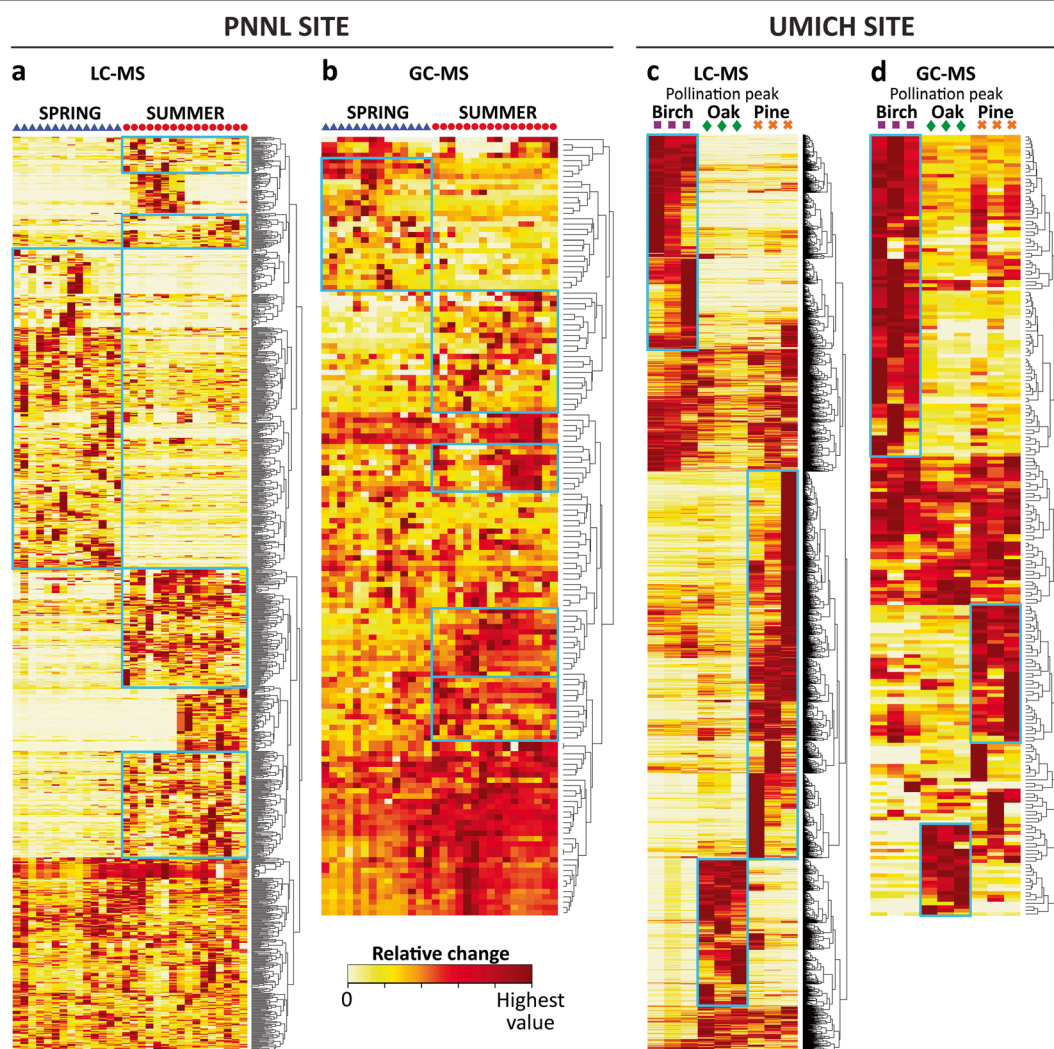 PNNL SITE
UMICH SITE
a LC-MS
b GC-MS
c LC-MS
d GC-MS
SPRING SUMMER
SPRING SUMMER
Pollination peak
Birch Oak Pine
Pollination peak
Birch Oak Pine
Relative change
0 Highest
value